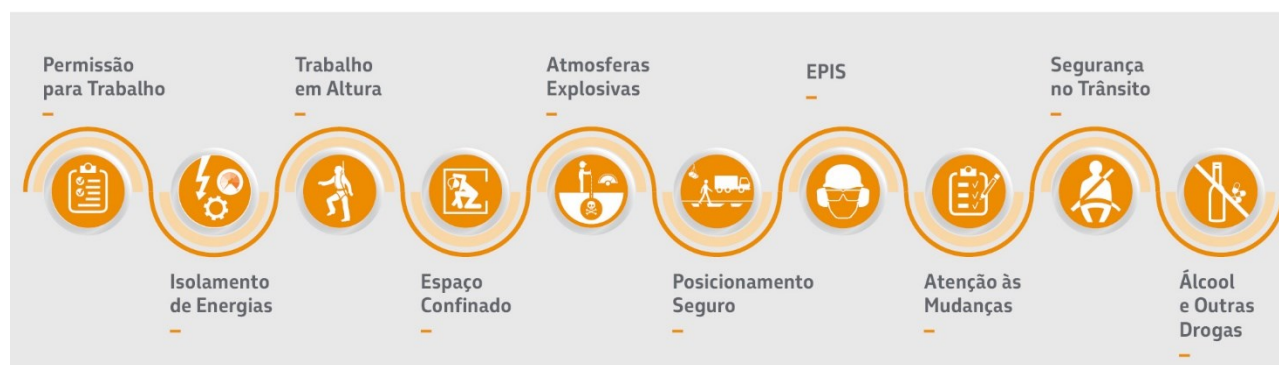 Permissão
para Trabalho
Isolamento
de Energias
Trabalho
em Altura
Espaço
Confinado
Atmosferas
Explosivas
Posicionamento
Seguro
EPIS
Atenção às
Mudanças
Segurança
no Trânsito
Álcool
e Outras
Drogas